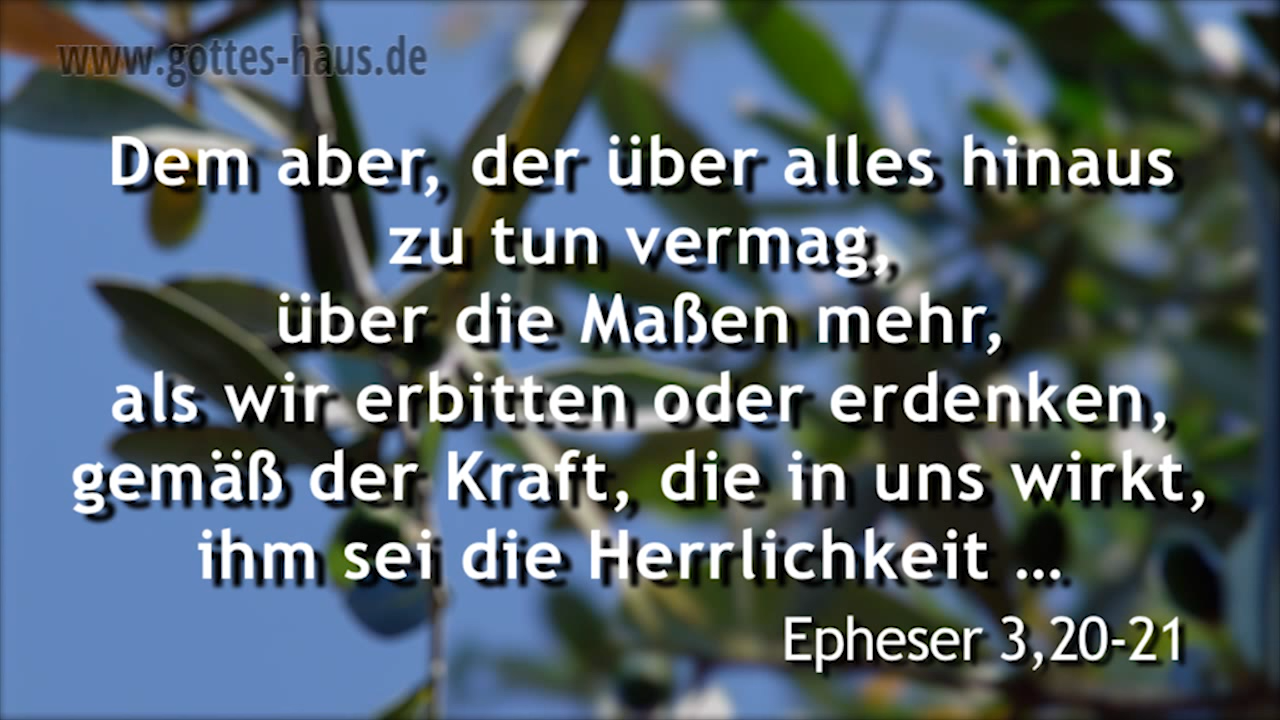 www.gottes-haus.de
Dem aber, der über alles hinaus
zu tun vermag,
über die Maßen mehr,
als wir erbitten oder erdenken,
gemäß der Kraft, die in uns wirkt,
ihm sei die Herrlichkeit ...
Epheser 3,20-21